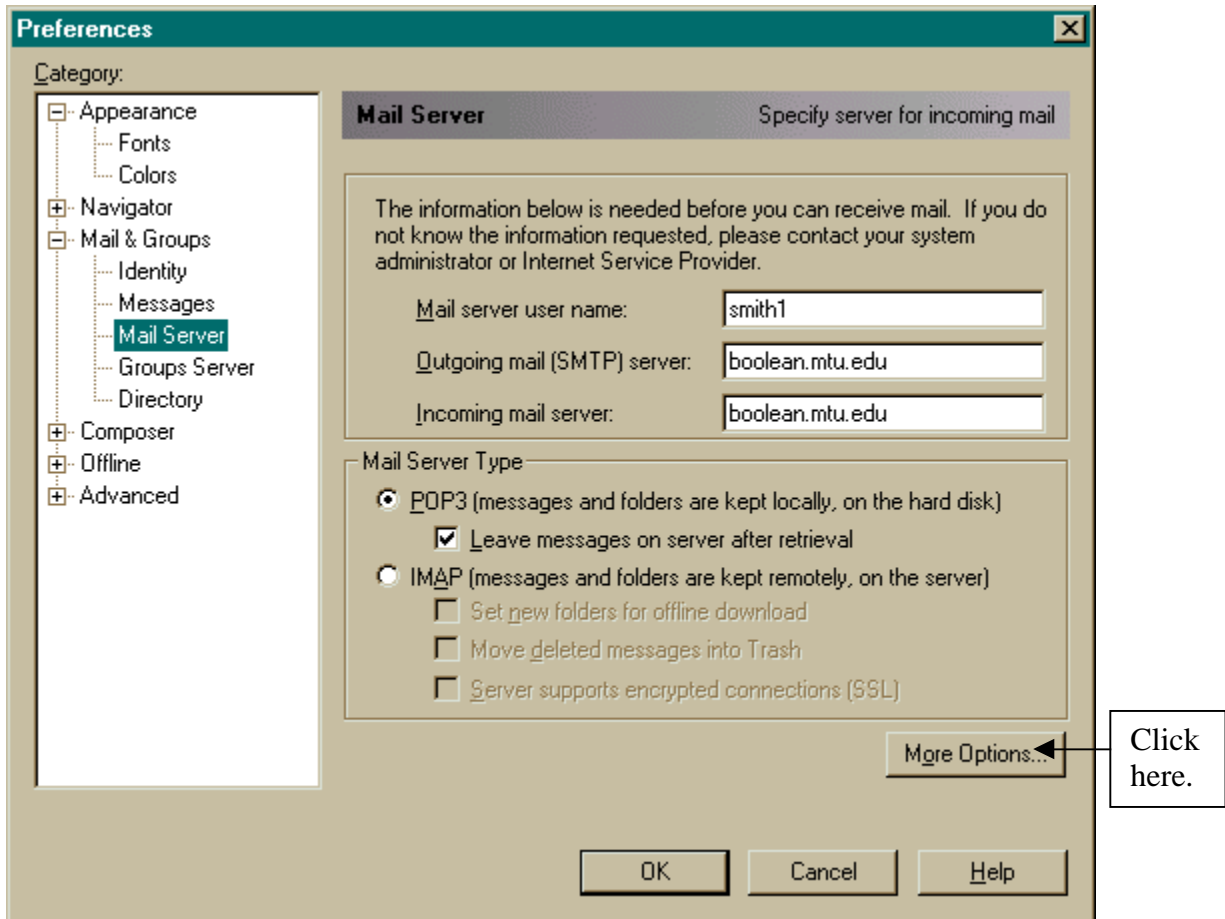 Preferences
Category:
Appearance
Fonts
Colors
Navigator
Mail & Groups
Identity
Messages
Mail Server
Groups Server
Directory
Composer
Offline
Advanced
Mail Server
Specify server for incoming mail
The information below is needed before you can receive mail. If you do
not know the information requested, please contact your system
administrator or Internet Service Provider.
Mail server user name:
smith1
Outgoing mail (SMTP) server:
boolean.mtu.edu
Incoming mail server:
boolean.mtu.edu
Mail Server Type
POP3 (messages and folders are kept locally, on the hard disk)
Leave messages on server after retrieval
IMAP (messages and folders are kept remotely, on the server)
Set new folders for offline download
Move deleted messages into Trash
Server supports encrypted connections (SSL)
More Options...
Click
here.
OK
Cancel
Help